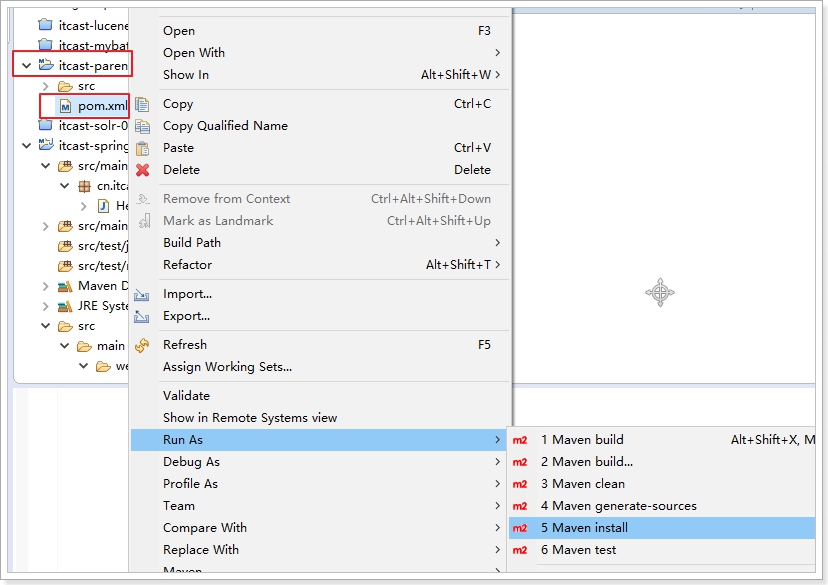 itcast-lucene
itcast-mybat
itcast-paren
src
pom.xml
itcast-solr-0
itcast-spring
src/main
cn.itca
He
src/main
src/test/j
src/test/r
Maven D
JRE Syste
src
main
we
Open F3
Open With
Show In Alt+Shift+W
Copy Ctrl+C
Copy Qualified Name
Paste Ctrl+V
Delete Delete
Remove from Context Ctrl+Alt+Shift+Down
Mark as Landmark Ctrl+Alt+Shift+Up
Build Path
Refactor Alt+Shift+T
Import...
Export...
Refresh F5
Assign Working Sets...
Validate
Show in Remote Systems view
Run As
Debug As
Profile As
Team
Compare With
Replace With
Maven
m2 1 Maven build Alt+Shift+X, M
m2 2 Maven build...
m2 3 Maven clean
m2 4 Maven generate-sources
m2 5 Maven install
m2 6 Maven test